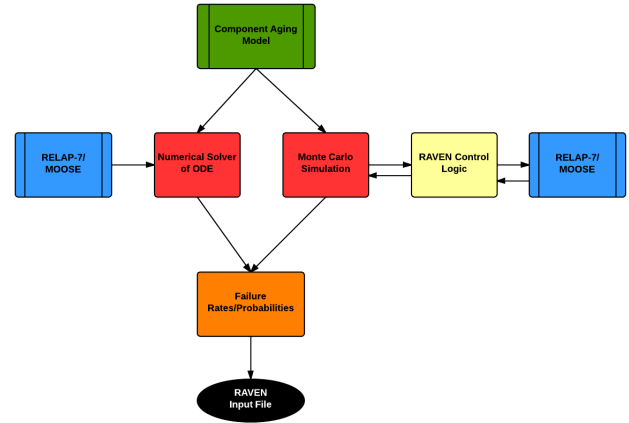 Component Aging
Model
RELAP-7/
MOOSE
Numerical Solver
of ODE
Monte Carlo
Simulation
RAVEN Control
Logic
RELAP-7/
MOOSE
Failure
Rates/Probabilities
RAVEN
Input File